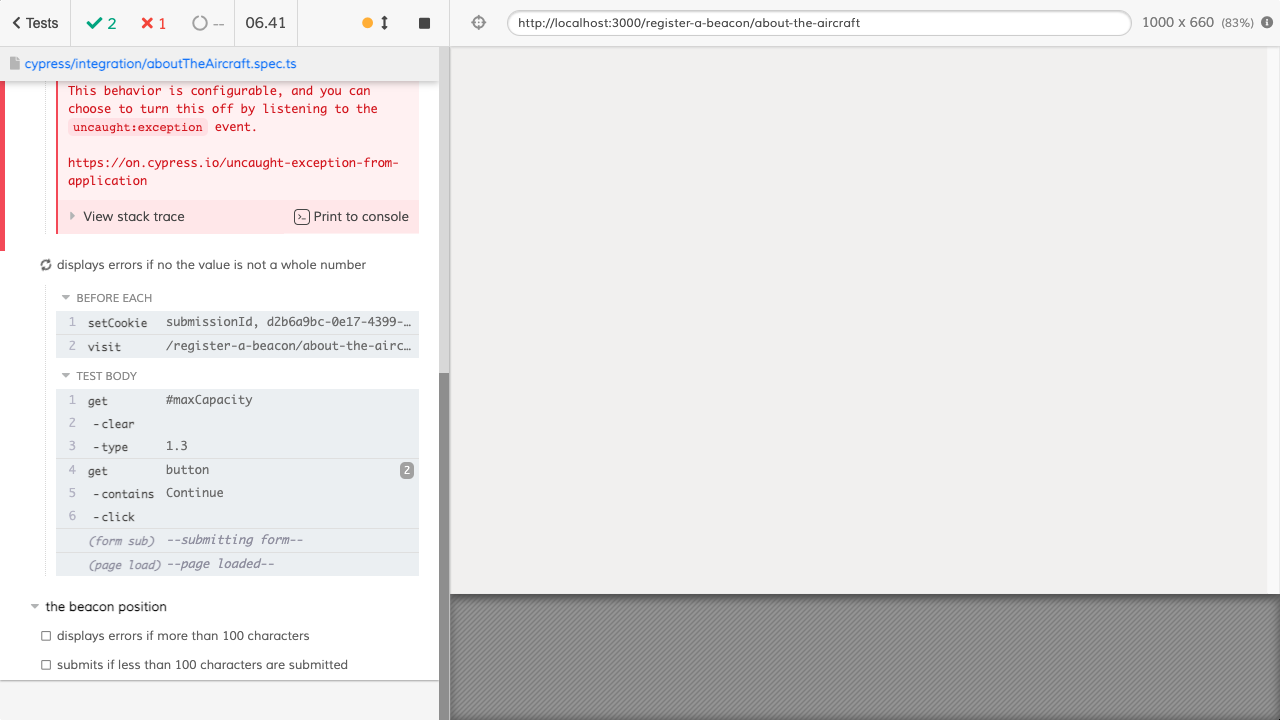 Tests
2
1
--
06.41
http://localhost:3000/register-a-beacon/about-the-aircraft
1000 x 660 (83%)
cypress/integration/aboutTheAircraft.spec.ts
This behavior is configurable, and you can
choose to turn this off by listening to the
uncaught:exception event.
https://on.cypress.io/uncaught-exception-from-
application
View stack trace
Print to console
displays errors if no the value is not a whole number
BEFORE EACH
1 setCookie submissionId, d2b6a9bc-0e17-4399-…
2 visit /register-a-beacon/about-the-airc…
TEST BODY
1 get #maxCapacity
2 -clear
3 -type 1.3
4 get button 2
5 -contains Continue
6 -click
(form sub) --submitting form--
(page load) --page loaded--
the beacon position
displays errors if more than 100 characters
submits if less than 100 characters are submitted